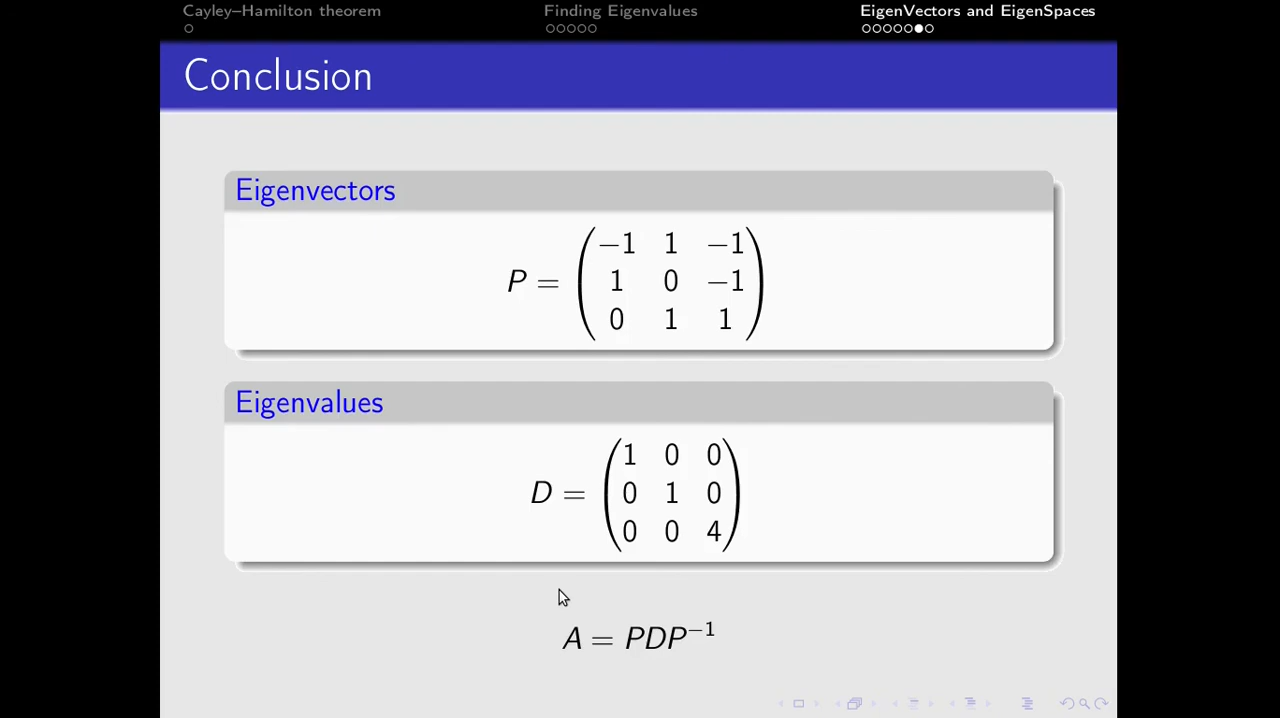 Cayley–Hamilton theorem Finding Eigenvalues EigenVectors and EigenSpaces
Conclusion
Eigenvectors
−1 1 −1
P = 1 0 −1
0 1 1
Eigenvalues
1 0 0
D = 0 1 0
0 0 4
A = PDP⁻¹